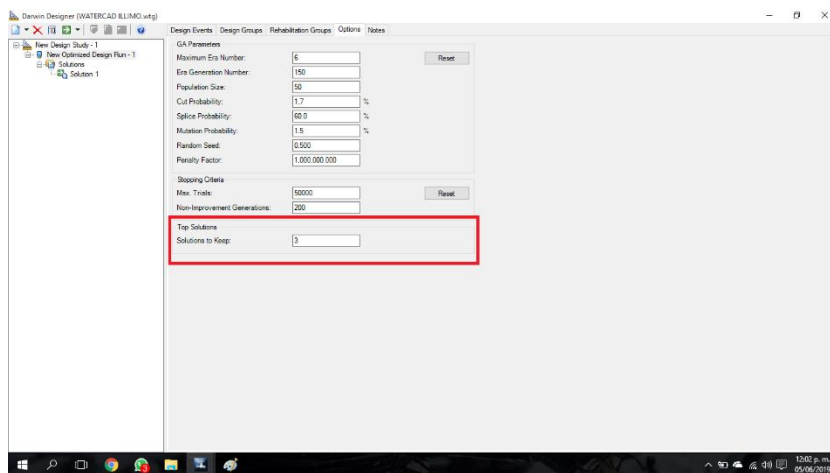 Darwin Designer (WATERCAD ILLIMO.wtg)
Design Events Design Groups Rehabilitation Groups Options Notes
New Design Study - 1
New Optimized Design Run - 1
Solutions
Solution 1
GA Parameters
Maximum Era Number: 6 Reset
Era Generation Number: 150
Population Size: 50
Cut Probability: 1.7 %
Splice Probability: 60.0 %
Mutation Probability: 1.5 %
Random Seed: 0.500
Penalty Factor: 1.000.000.000
Stopping Criteria
Max. Trials: 50000 Reset
Non-Improvement Generations: 200
Top Solutions
Solutions to Keep: 3
12:02 p. m.
05/06/2019